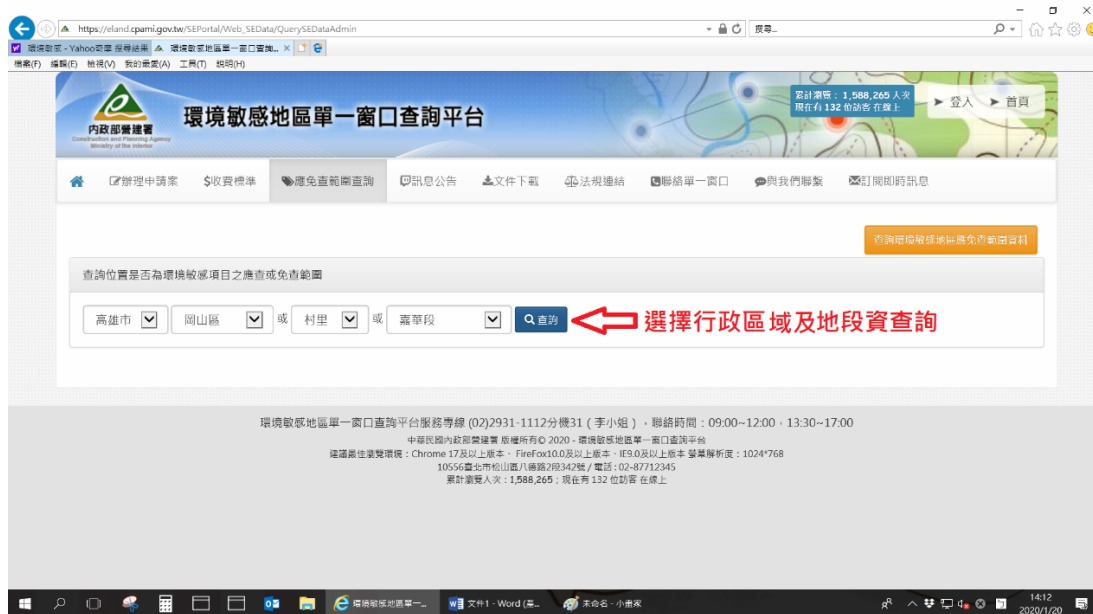 https://eland.cpami.gov.tw/SEPortal/Web_SEData/QuerySEDataAdmin
搜尋...
環境敏感 - Yahoo奇摩 搜尋結果
環境敏感地區單一窗口查詢...
檔案(F) 編輯(E) 檢視(V) 我的最愛(A) 工具(T) 說明(H)
內政部營建署
Construction and Planning Agency
Ministry of the Interior
環境敏感地區單一窗口查詢平台
累計瀏覽：1,588,265 人次
現在有 132 位訪客 在線上
登入
首頁
辦理申請案 收費標準 應免查範圍查詢 訊息公告 文件下載 法規連結 聯絡單一窗口 與我們聯繫 訂閱即時訊息
查詢環境敏感地區應免查範圍資料
查詢位置是否為環境敏感項目之應查或免查範圍
高雄市 岡山區 或 村里 或 嘉華段 查詢
選擇行政區域及地段資查詢
環境敏感地區單一窗口查詢平台服務專線 (02)2931-1112分機31 ( 李小姐 ) ，聯絡時間：09:00~12:00，13:30~17:00
中華民國內政部營建署 版權所有© 2020 - 環境敏感地區單一窗口查詢平台
建議最佳瀏覽環境：Chrome 17及以上版本、FireFox10.0及以上版本、IE9.0及以上版本 螢幕解析度：1024*768
10556臺北市松山區八德路2段342號 / 電話：02-87712345
累計瀏覽人次：1,588,265；現在有 132 位訪客 在線上
環境敏感地區單一...
文件1 - Word (產...
未命名 - 小畫家
14:12
2020/1/20